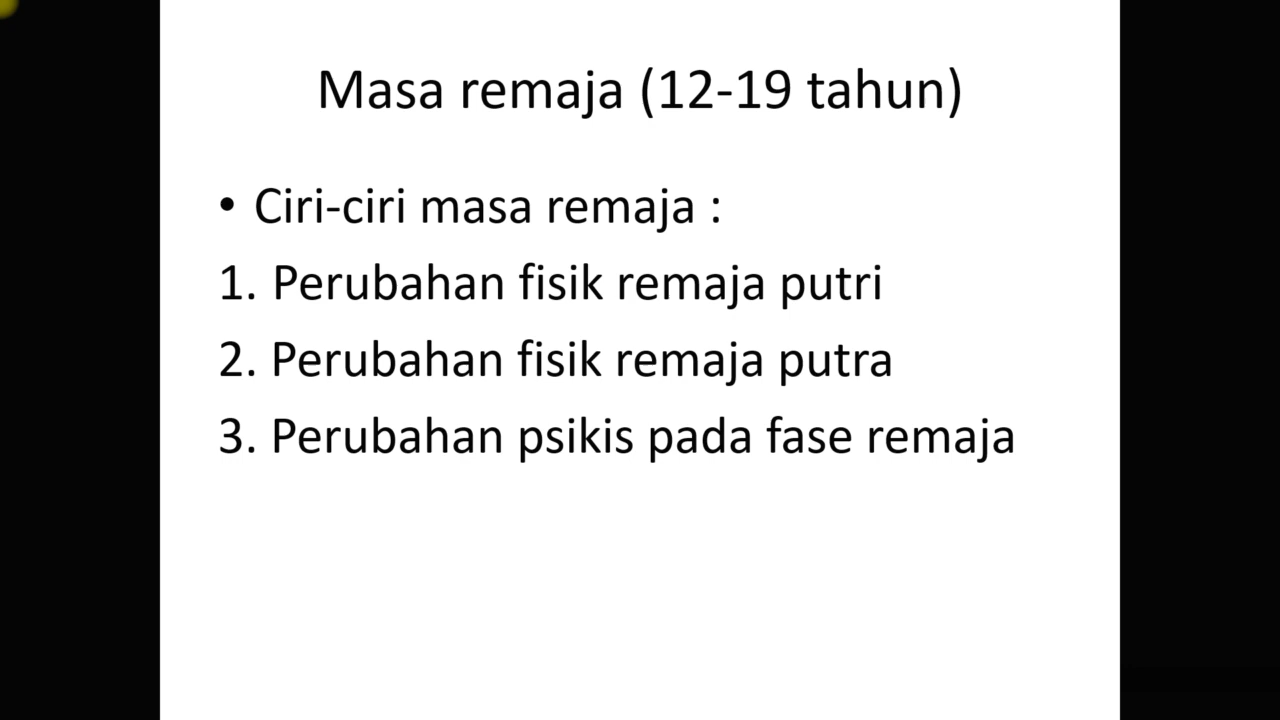 Masa remaja (12-19 tahun)
• Ciri-ciri masa remaja :
1. Perubahan fisik remaja putri
2. Perubahan fisik remaja putra
3. Perubahan psikis pada fase remaja